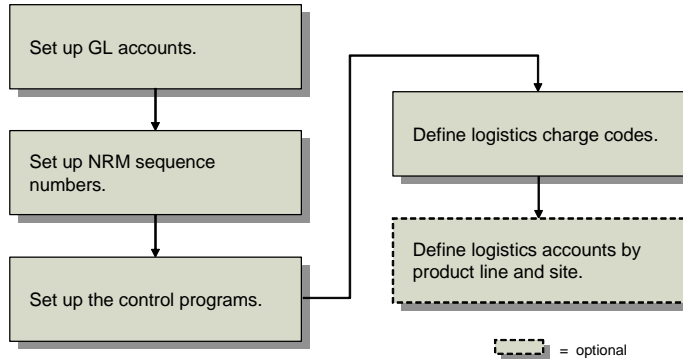 Set up GL accounts.
Set up NRM sequence
numbers.
Set up the control programs.
Define logistics charge codes.
Define logistics accounts by
product line and site.
= optional